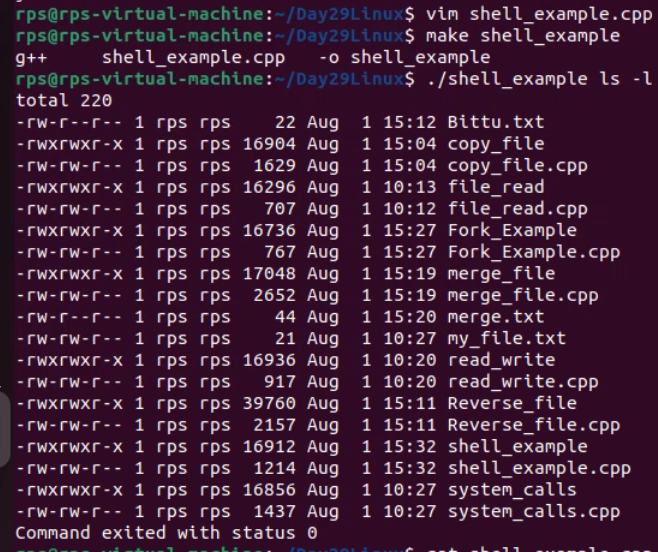 rps@rps-virtual-machine:~/Day29Linux$ vim shell_example.cpp
rps@rps-virtual-machine:~/Day29Linux$ make shell_example
g++     shell_example.cpp   -o shell_example
rps@rps-virtual-machine:~/Day29Linux$ ./shell_example ls -l
total 220
-rw-r--r-- 1 rps rps    22 Aug  1 15:12 Bittu.txt
-rwxrwxr-x 1 rps rps 16904 Aug  1 15:04 copy_file
-rw-rw-r-- 1 rps rps  1629 Aug  1 15:04 copy_file.cpp
-rwxrwxr-x 1 rps rps 16296 Aug  1 10:13 file_read
-rw-rw-r-- 1 rps rps   707 Aug  1 10:12 file_read.cpp
-rwxrwxr-x 1 rps rps 16736 Aug  1 15:27 Fork_Example
-rw-rw-r-- 1 rps rps   767 Aug  1 15:27 Fork_Example.cpp
-rwxrwxr-x 1 rps rps 17048 Aug  1 15:19 merge_file
-rw-rw-r-- 1 rps rps  2652 Aug  1 15:19 merge_file.cpp
-rw-rw-r-- 1 rps rps    44 Aug  1 15:20 merge.txt
-rw-rw-r-- 1 rps rps    21 Aug  1 10:27 my_file.txt
-rwxrwxr-x 1 rps rps 16936 Aug  1 10:20 read_write
-rw-rw-r-- 1 rps rps   917 Aug  1 10:20 read_write.cpp
-rwxrwxr-x 1 rps rps 39760 Aug  1 15:11 Reverse_file
-rw-rw-r-- 1 rps rps  2157 Aug  1 15:11 Reverse_file.cpp
-rwxrwxr-x 1 rps rps 16912 Aug  1 15:32 shell_example
-rw-rw-r-- 1 rps rps  1214 Aug  1 15:32 shell_example.cpp
-rwxrwxr-x 1 rps rps 16856 Aug  1 10:27 system_calls
-rw-rw-r-- 1 rps rps  1437 Aug  1 10:27 system_calls.cpp
Command exited with status 0
rps@rps-virtual-machine:~/Day29Linux$ cat shell_example.cpp